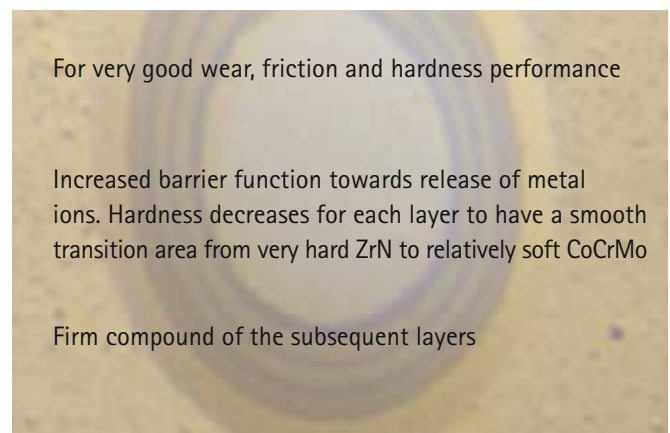 For very good wear, friction and hardness performance
Increased barrier function towards release of metal
ions. Hardness decreases for each layer to have a smooth
transition area from very hard ZrN to relatively soft CoCrMo
Firm compound of the subsequent layers